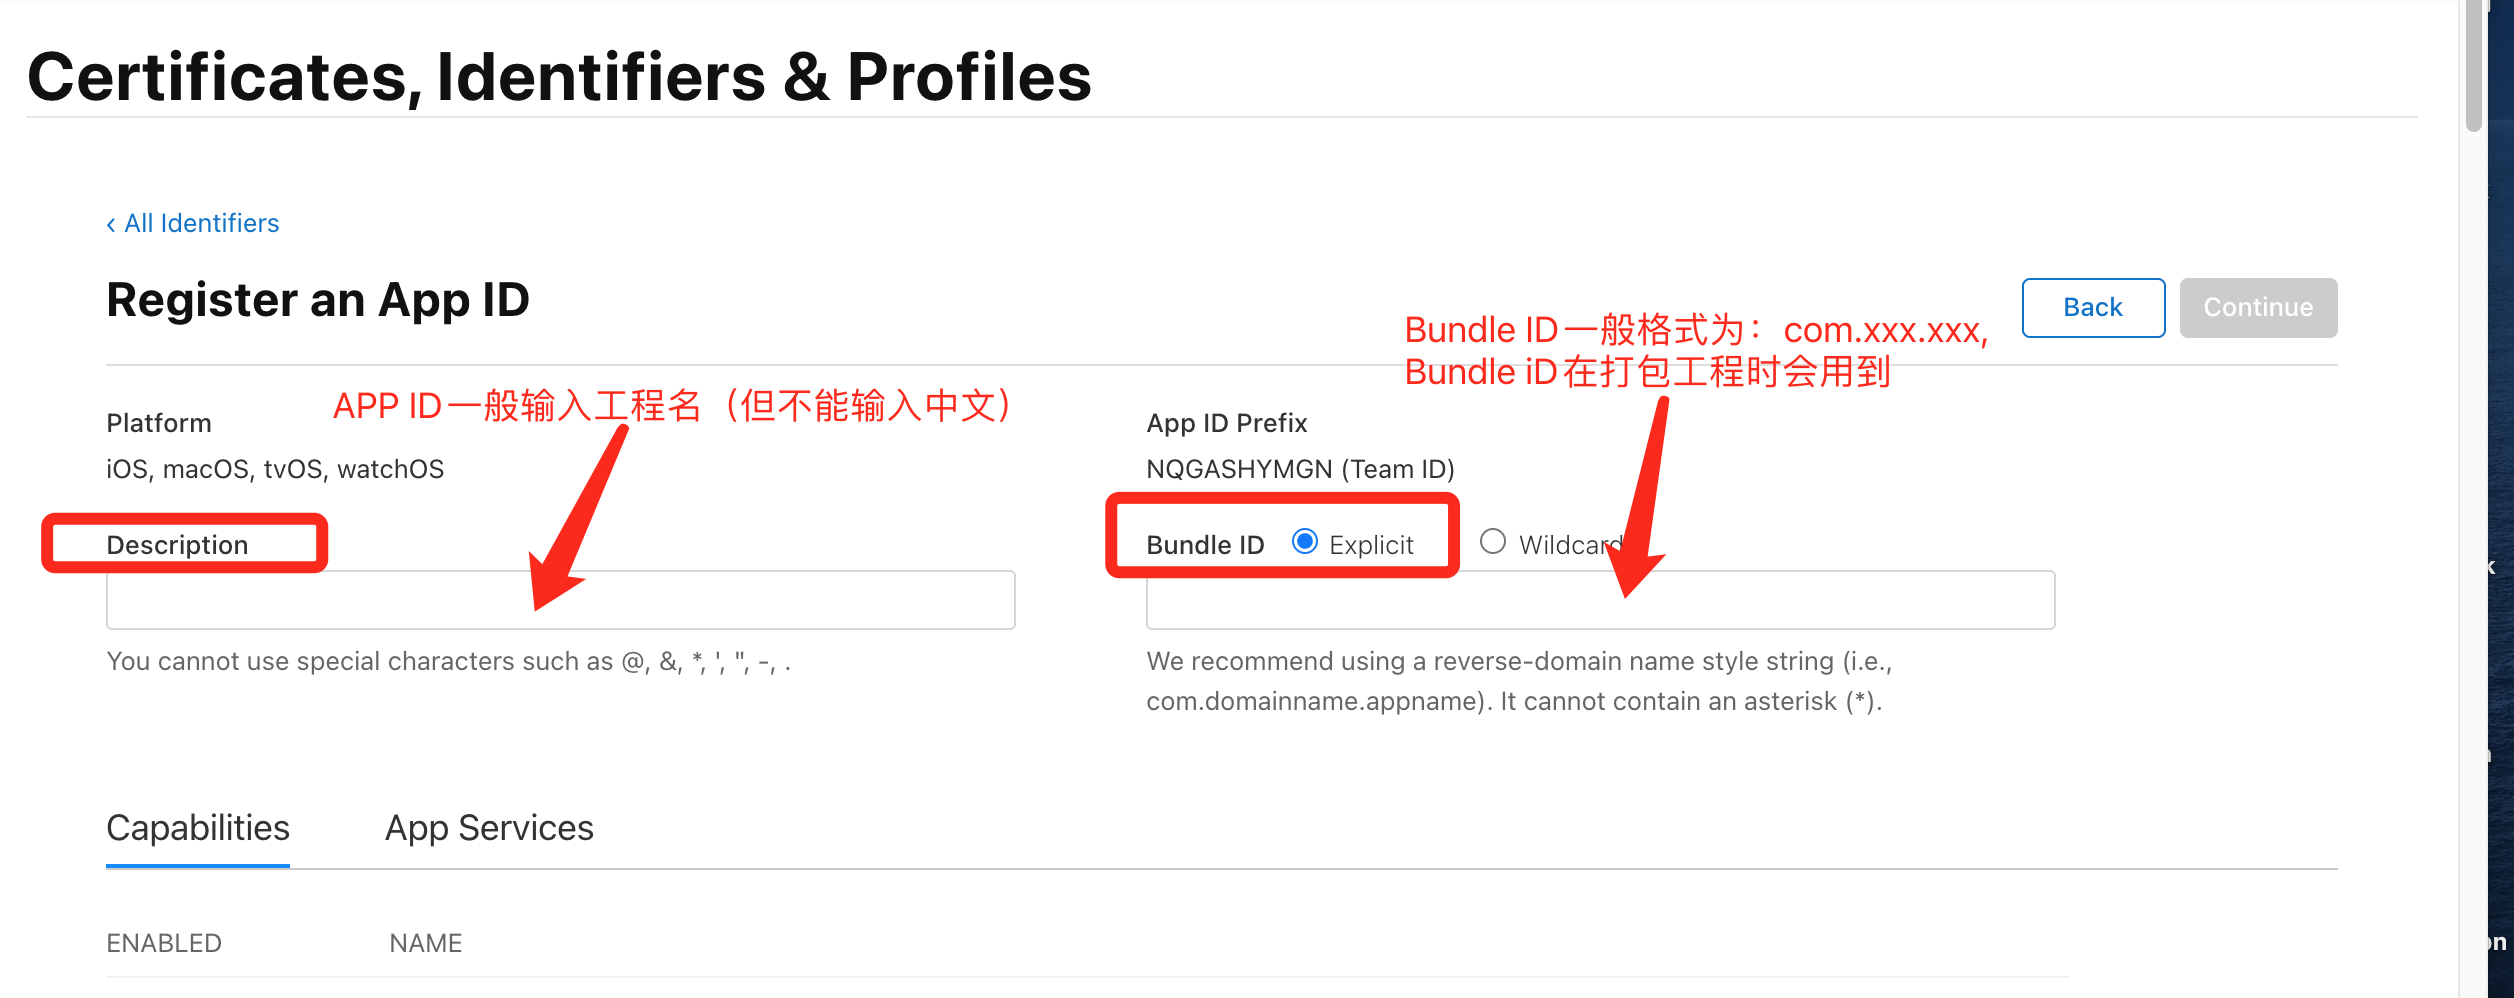 Certificates, Identifiers & Profiles
‹ All Identifiers
Register an App ID
Back
Continue
Bundle ID一般格式为：com.xxx.xxx,
Bundle iD在打包工程时会用到
APP ID一般输入工程名（但不能输入中文）
Platform
iOS, macOS, tvOS, watchOS
App ID Prefix
NQGASHYMGN (Team ID)
Description
You cannot use special characters such as @, &, *, ', ", -, .
Bundle ID Explicit Wildcard
We recommend using a reverse-domain name style string (i.e.,
com.domainname.appname). It cannot contain an asterisk (*).
Capabilities
App Services
ENABLED
NAME